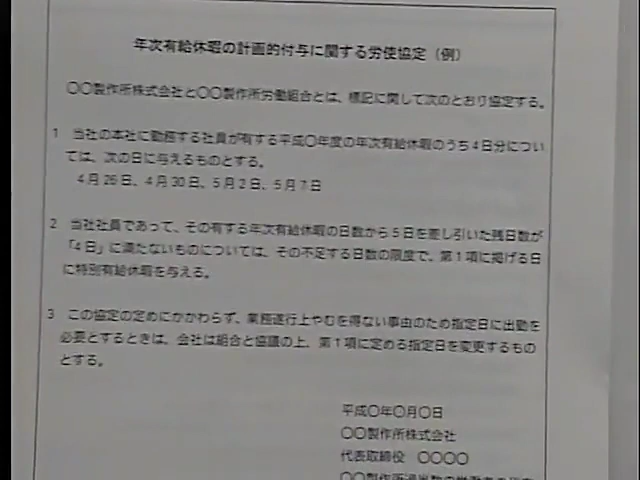 年次有給休暇の計画的付与に関する労使協定（例）
〇〇製作所株式会社と〇〇製作所労働組合とは、標記に関して次のとおり協定する。
1　当社の本社に勤務する社員が有する平成〇年度の年次有給休暇のうち4日分につい
ては、次の日に与えるものとする。
4月26日、4月30日、5月2日、5月7日
2　当社社員であって、その有する年次有給休暇の日数から5日を差し引いた残日数が
「4日」に満たないものについては、その不足する日数の限度で、第1項に掲げる日
に特別有給休暇を与える。
3　この協定の定めにかかわらず、業務遂行上やむを得ない事由のため指定日に出勤を
必要とするときは、会社は組合と協議の上、第1項に定める指定日を変更するもの
とする。
平成〇年〇月〇日
〇〇製作所株式会社
代表取締役　〇〇〇〇